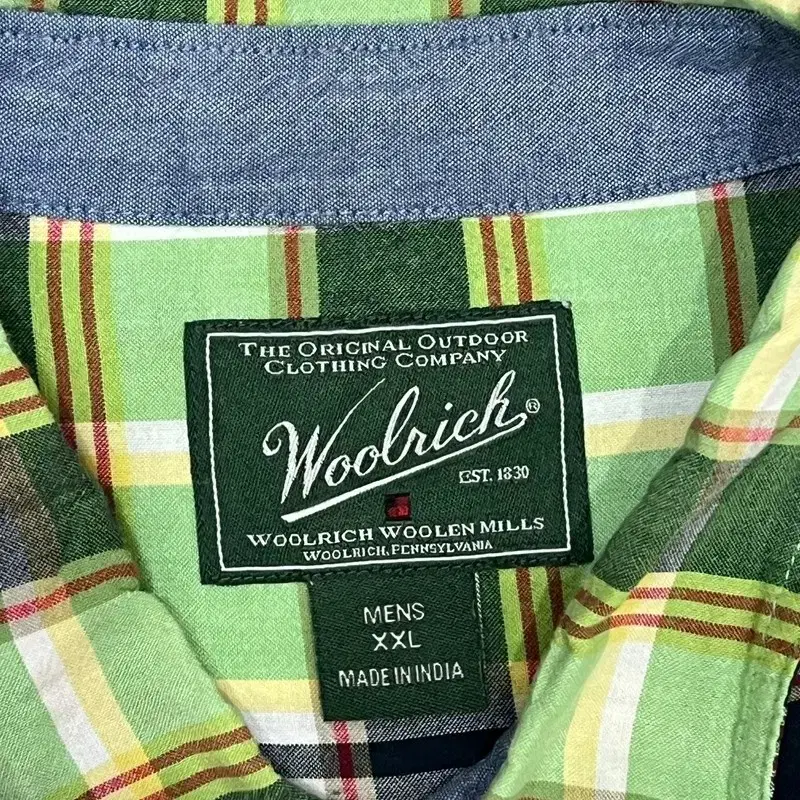 THE ORIGINAL OUTDOOR
CLOTHING COMPANY
Woolrich®
EST. 1830
WOOLRICH WOOLEN MILLS
WOOLRICH, PENNSYLVANIA
MENS
XXL
MADE IN INDIA